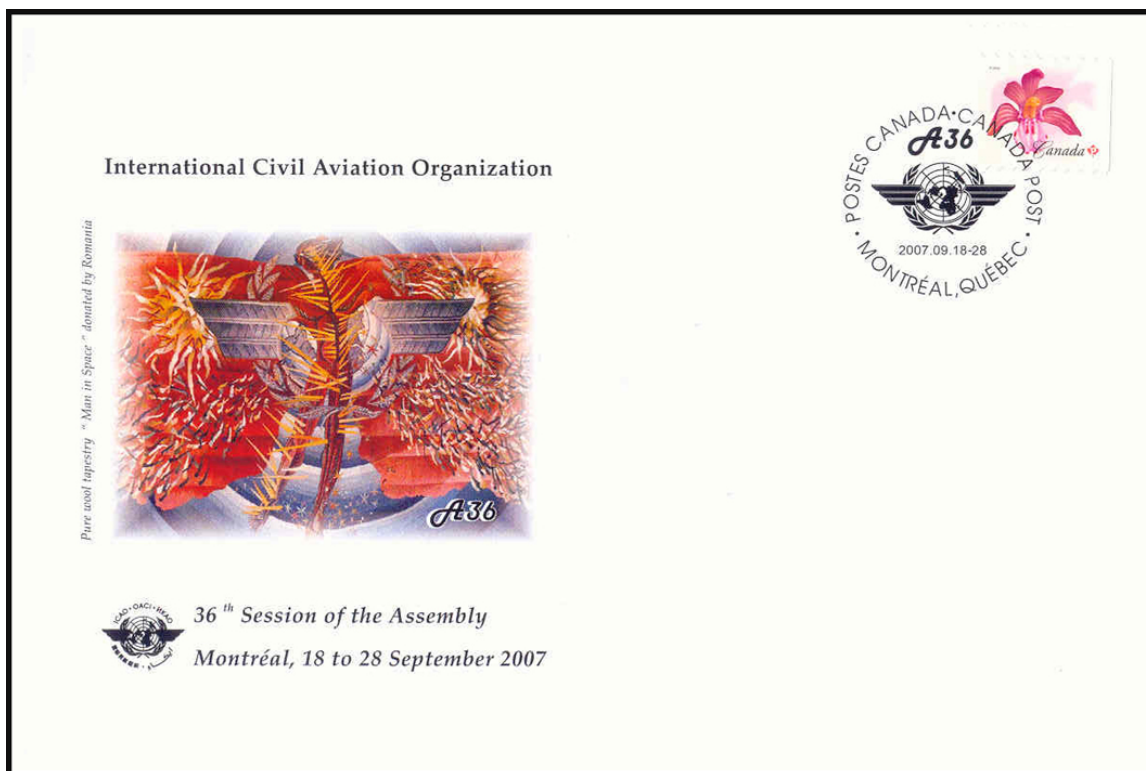 International Civil Aviation Organization
Pure wool tapestry “ Man in Space ” donated by Romania
A36
36 th Session of the Assembly
Montréal, 18 to 28 September 2007
ICAO • OACI • ИКАО
POSTES CANADA • CANADA POST
A36
2007.09.18-28
MONTRÉAL, QUÉBEC
Canada P